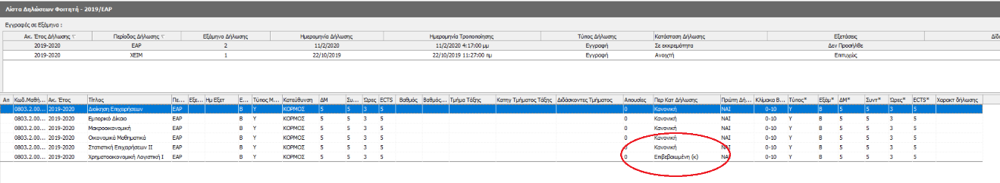 Λίστα Δηλώσεων Φοιτητή - 2019/ΕΑΡ
Εγγραφές σε Εξάμηνα :
Ακ. Έτος Δήλωσης Περίοδος Δήλωσης Εξάμηνο Δήλωσης Ημερομηνία Δήλωσης Ημερομηνία Τροποποίησης Τύπος Δήλωσης Κατάσταση Δήλωσης Εξετάσεις Διδ
2019-2020 ΕΑΡ 2 11/2/2020 11/2/2020 4:17:00 μμ Εγγραφή Σε εκκρεμότητα Δεν Προσήλθε
2019-2020 ΧΕΙΜ 1 22/10/2019 22/10/2019 11:27:00 πμ Εγγραφή Ανοιχτή Επιτυχώς
Απ Κωδ.Μαθή... Ακ. Έτος Τίτλος Πε... Εξε... Ημ Εξετ Ε... Τύπος Μ... Κατεύθυνση ΔΜ Συ... Ώρες ECTS Βαθμός Βαθμός... Τμήμα Τάξης Κατηγ Τμήματος Τάξης Διδάσκοντες Τμήματος Απουσίες Περ Κατ Δήλωσης Πρώτη Δή... Κλίμακα Β... Τύπος* Εξάμ* ΔΜ* Συντ* Ώρες* ECTS* Χαρακτ δήλωσης
0803.2.00... 2019-2020 Διοίκηση Επιχειρήσεων ΕΑΡ Β Υ ΚΟΡΜΟΣ 5 5 3 5 0 Κανονική ΝΑΙ 0-10 Υ Β 5 5 3 5
0803.2.00... 2019-2020 Εμπορικό Δίκαιο ΕΑΡ Β Υ ΚΟΡΜΟΣ 5 5 3 5 0 Κανονική ΝΑΙ 0-10 Υ Β 5 5 3 5
0803.2.00... 2019-2020 Μακροοικονομική ΕΑΡ Β Υ ΚΟΡΜΟΣ 5 5 3 5 0 Κανονική ΝΑΙ 0-10 Υ Β 5 5 3 5
0803.2.00... 2019-2020 Οικονομικά Μαθηματικά ΕΑΡ Β Υ ΚΟΡΜΟΣ 5 5 3 5 0 Κανονική ΝΑΙ 0-10 Υ Β 5 5 3 5
0803.2.00... 2019-2020 Στατιστική Επιχειρήσεων ΙΙ ΕΑΡ Β Υ ΚΟΡΜΟΣ 5 5 3 5 0 Κανονική ΝΑΙ 0-10 Υ Β 5 5 3 5
0803.2.00... 2019-2020 Χρηματοοικονομική Λογιστική Ι ΕΑΡ Β Υ ΚΟΡΜΟΣ 5 5 3 5 0 Επιβεβαιωμένη (κ) ΝΑΙ 0-10 Υ Β 5 5 3 5